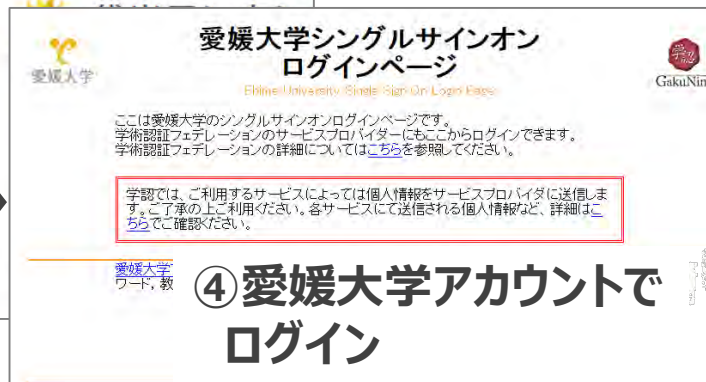 愛媛大学シングルサインオン
ログインページ
Ehime University Single Sign On Login Page
愛媛大学
学認
GakuNin
ここは愛媛大学のシングルサインオンログインページです。
学術認証フェデレーションのサービスプロバイダーにもここからログインできます。
学術認証フェデレーションの詳細についてはこちらを参照してください。
学認では、ご利用するサービスによっては個人情報をサービスプロバイダに送信しま
す。ご了承の上ご利用ください。各サービスにて送信される個人情報など、詳細はこ
ちらでご確認ください。
愛媛大学
ワード, 教
④愛媛大学アカウントで
ログイン